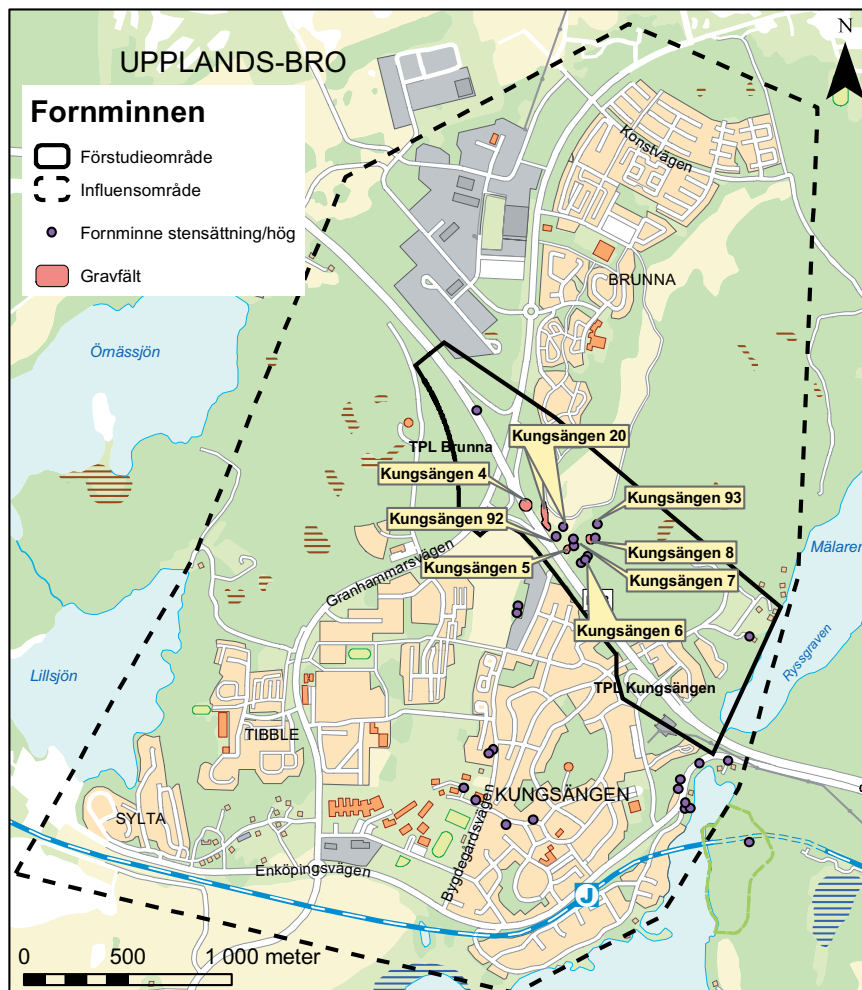 UPPLANDS-BRO
N
Fornminnen
Förstudieområde
Influensområde
Fornminne stensättning/hög
Gravfält
Konstvägen
BRUNNA
Örnässjön
TPL Brunna
Kungsängen 20
Kungsängen 4
Kungsängen 93
Kungsängen 92
Kungsängen 8
Kungsängen 5
Kungsängen 7
Kungsängen 6
Granhammarsvägen
Mälaren
Ryssgraven
Lillsjön
TPL Kungsängen
TIBBLE
KUNGSÄNGEN
SYLTA
Bygdegårdsvägen
Enköpingsvägen
J
0 500 1 000 meter